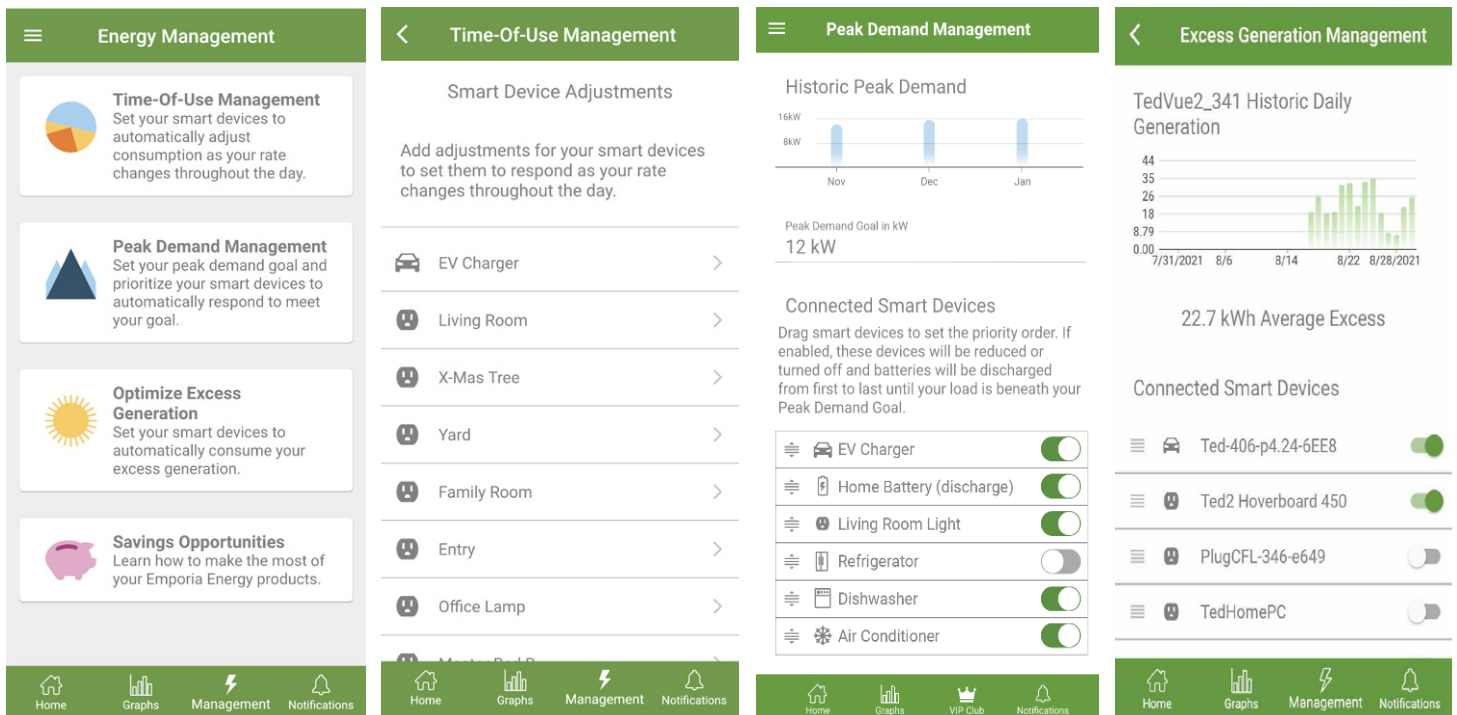 Energy Management
Time-Of-Use Management
Set your smart devices to
automatically adjust
consumption as your rate
changes throughout the day.
Peak Demand Management
Set your peak demand goal and
prioritize your smart devices to
automatically respond to meet
your goal.
Optimize Excess
Generation
Set your smart devices to
automatically consume your
excess generation.
Savings Opportunities
Learn how to make the most of
your Emporia Energy products.
Home Graphs Management Notifications
Time-Of-Use Management
Smart Device Adjustments
Add adjustments for your smart devices
to set them to respond as your rate
changes throughout the day.
EV Charger
Living Room
X-Mas Tree
Yard
Family Room
Entry
Office Lamp
Home Graphs Management Notifications
Peak Demand Management
Historic Peak Demand
16kW
8kW
Nov Dec Jan
Peak Demand Goal in kW
12 kW
Connected Smart Devices
Drag smart devices to set the priority order. If
enabled, these devices will be reduced or
turned off and batteries will be discharged
from first to last until your load is beneath your
Peak Demand Goal.
EV Charger
Home Battery (discharge)
Living Room Light
Refrigerator
Dishwasher
Air Conditioner
Home Graphs VIP Club Notifications
Excess Generation Management
TedVue2_341 Historic Daily
Generation
44
35
26
18
8.79
0.00
7/31/2021 8/6 8/14 8/22 8/28/2021
22.7 kWh Average Excess
Connected Smart Devices
Ted-406-p4.24-6EE8
Ted2 Hoverboard 450
PlugCFL-346-e649
TedHomePC
Home Graphs Management Notifications